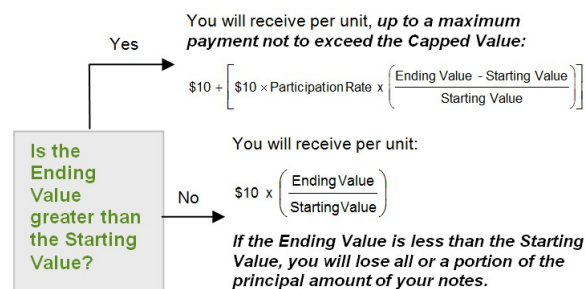 You will receive per unit, up to a maximum
payment not to exceed the Capped Value:
Yes
$10 + [ $10 × Participation Rate x ( Ending Value - Starting Value
Starting Value ) ]
Is the
Ending
Value
greater than
the Starting
Value?
You will receive per unit:
No
$10 x ( Ending Value
Starting Value )
If the Ending Value is less than the Starting
Value, you will lose all or a portion of the
principal amount of your notes.